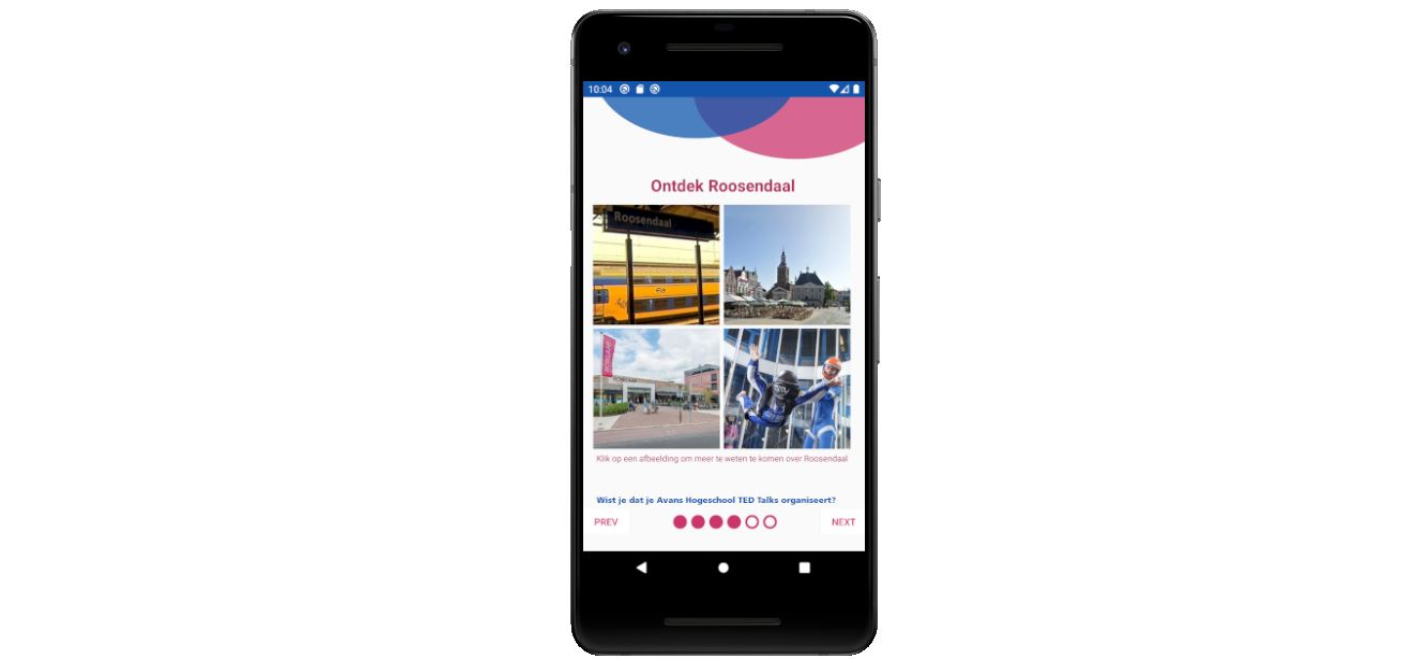 10:04
Ontdek Roosendaal
Roosendaal
Klik op een afbeelding om meer te weten te komen over Roosendaal
Wist je dat je Avans Hogeschool TED Talks organiseert?
PREV
NEXT